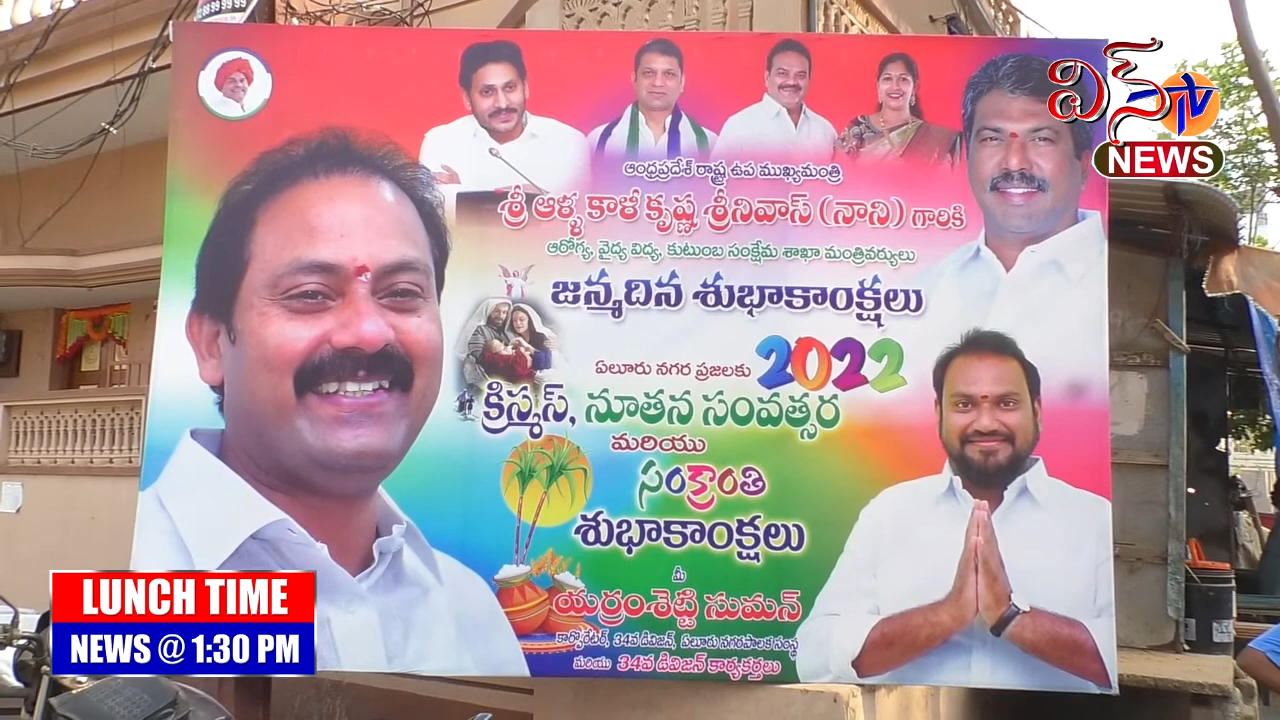 విన్ TV
NEWS
ఆంధ్రప్రదేశ్ రాష్ట్ర ఉప ముఖ్యమంత్రి
శ్రీ ఆళ్ళ కాళీ కృష్ణ శ్రీనివాస్ (నాని) గారికి
ఆరోగ్య, వైద్య విద్య, కుటుంబ సంక్షేమ శాఖా మంత్రివర్యులు
జన్మదిన శుభాకాంక్షలు
ఏలూరు నగర ప్రజలకు 2022
క్రిస్మస్, నూతన సంవత్సర
మరియు
సంక్రాంతి
శుభాకాంక్షలు
మీ
యర్రంశెట్టి సుమన్
కార్పొరేటర్, 34వ డివిజన్, ఏలూరు నగరపాలక సంస్థ
మరియు 34వ డివిజన్ కార్యకర్తలు
LUNCH TIME
NEWS @ 1:30 PM